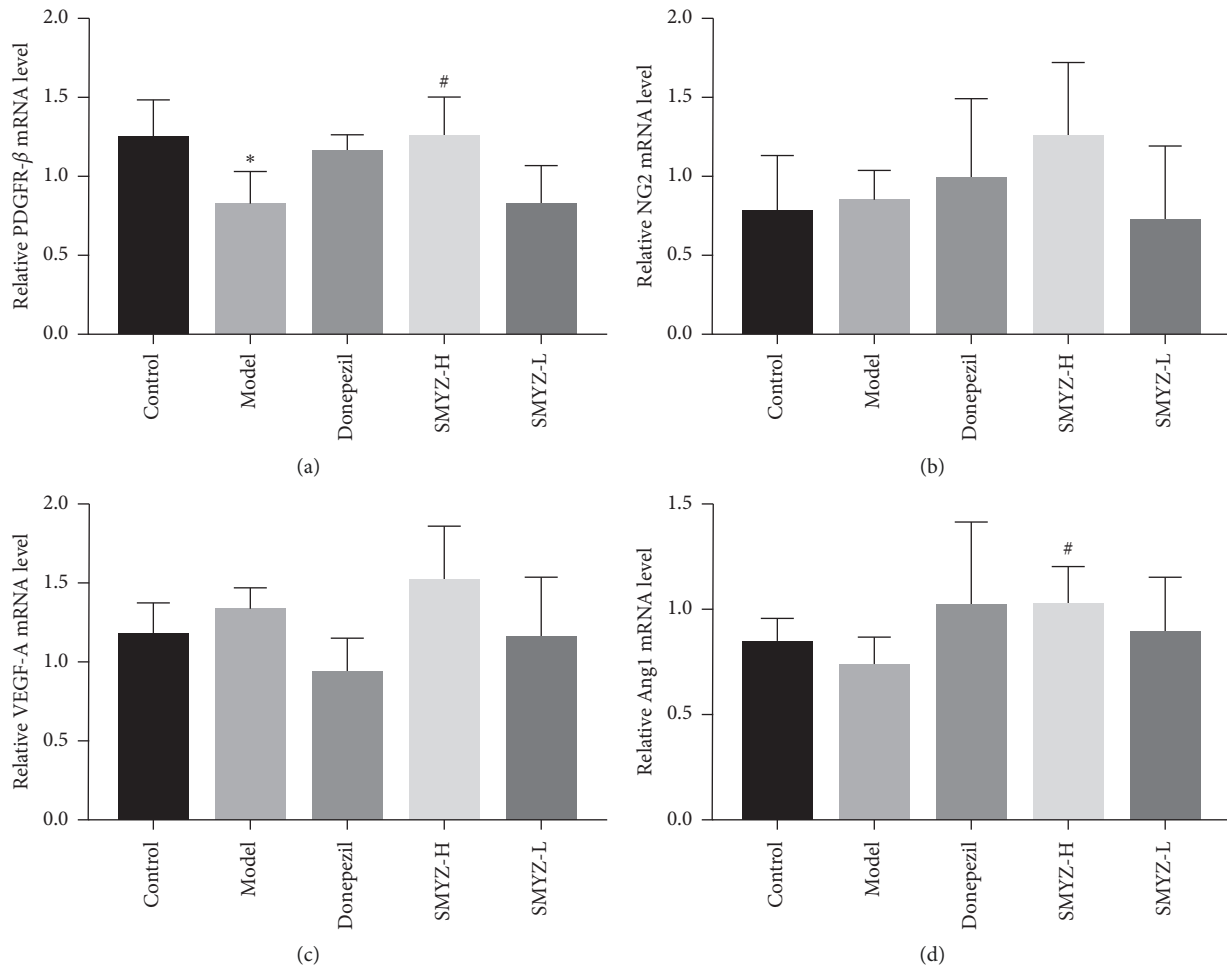 Relative PDGFR-β mRNA level
2.0
1.5
1.0
0.5
0.0
*
#
Control
Model
Donepezil
SMYZ-H
SMYZ-L
(a)
Relative NG2 mRNA level
2.0
1.5
1.0
0.5
0.0
Control
Model
Donepezil
SMYZ-H
SMYZ-L
(b)
Relative VEGF-A mRNA level
2.0
1.5
1.0
0.5
0.0
Control
Model
Donepezil
SMYZ-H
SMYZ-L
(c)
Relative Ang1 mRNA level
1.5
1.0
0.5
0.0
#
Control
Model
Donepezil
SMYZ-H
SMYZ-L
(d)